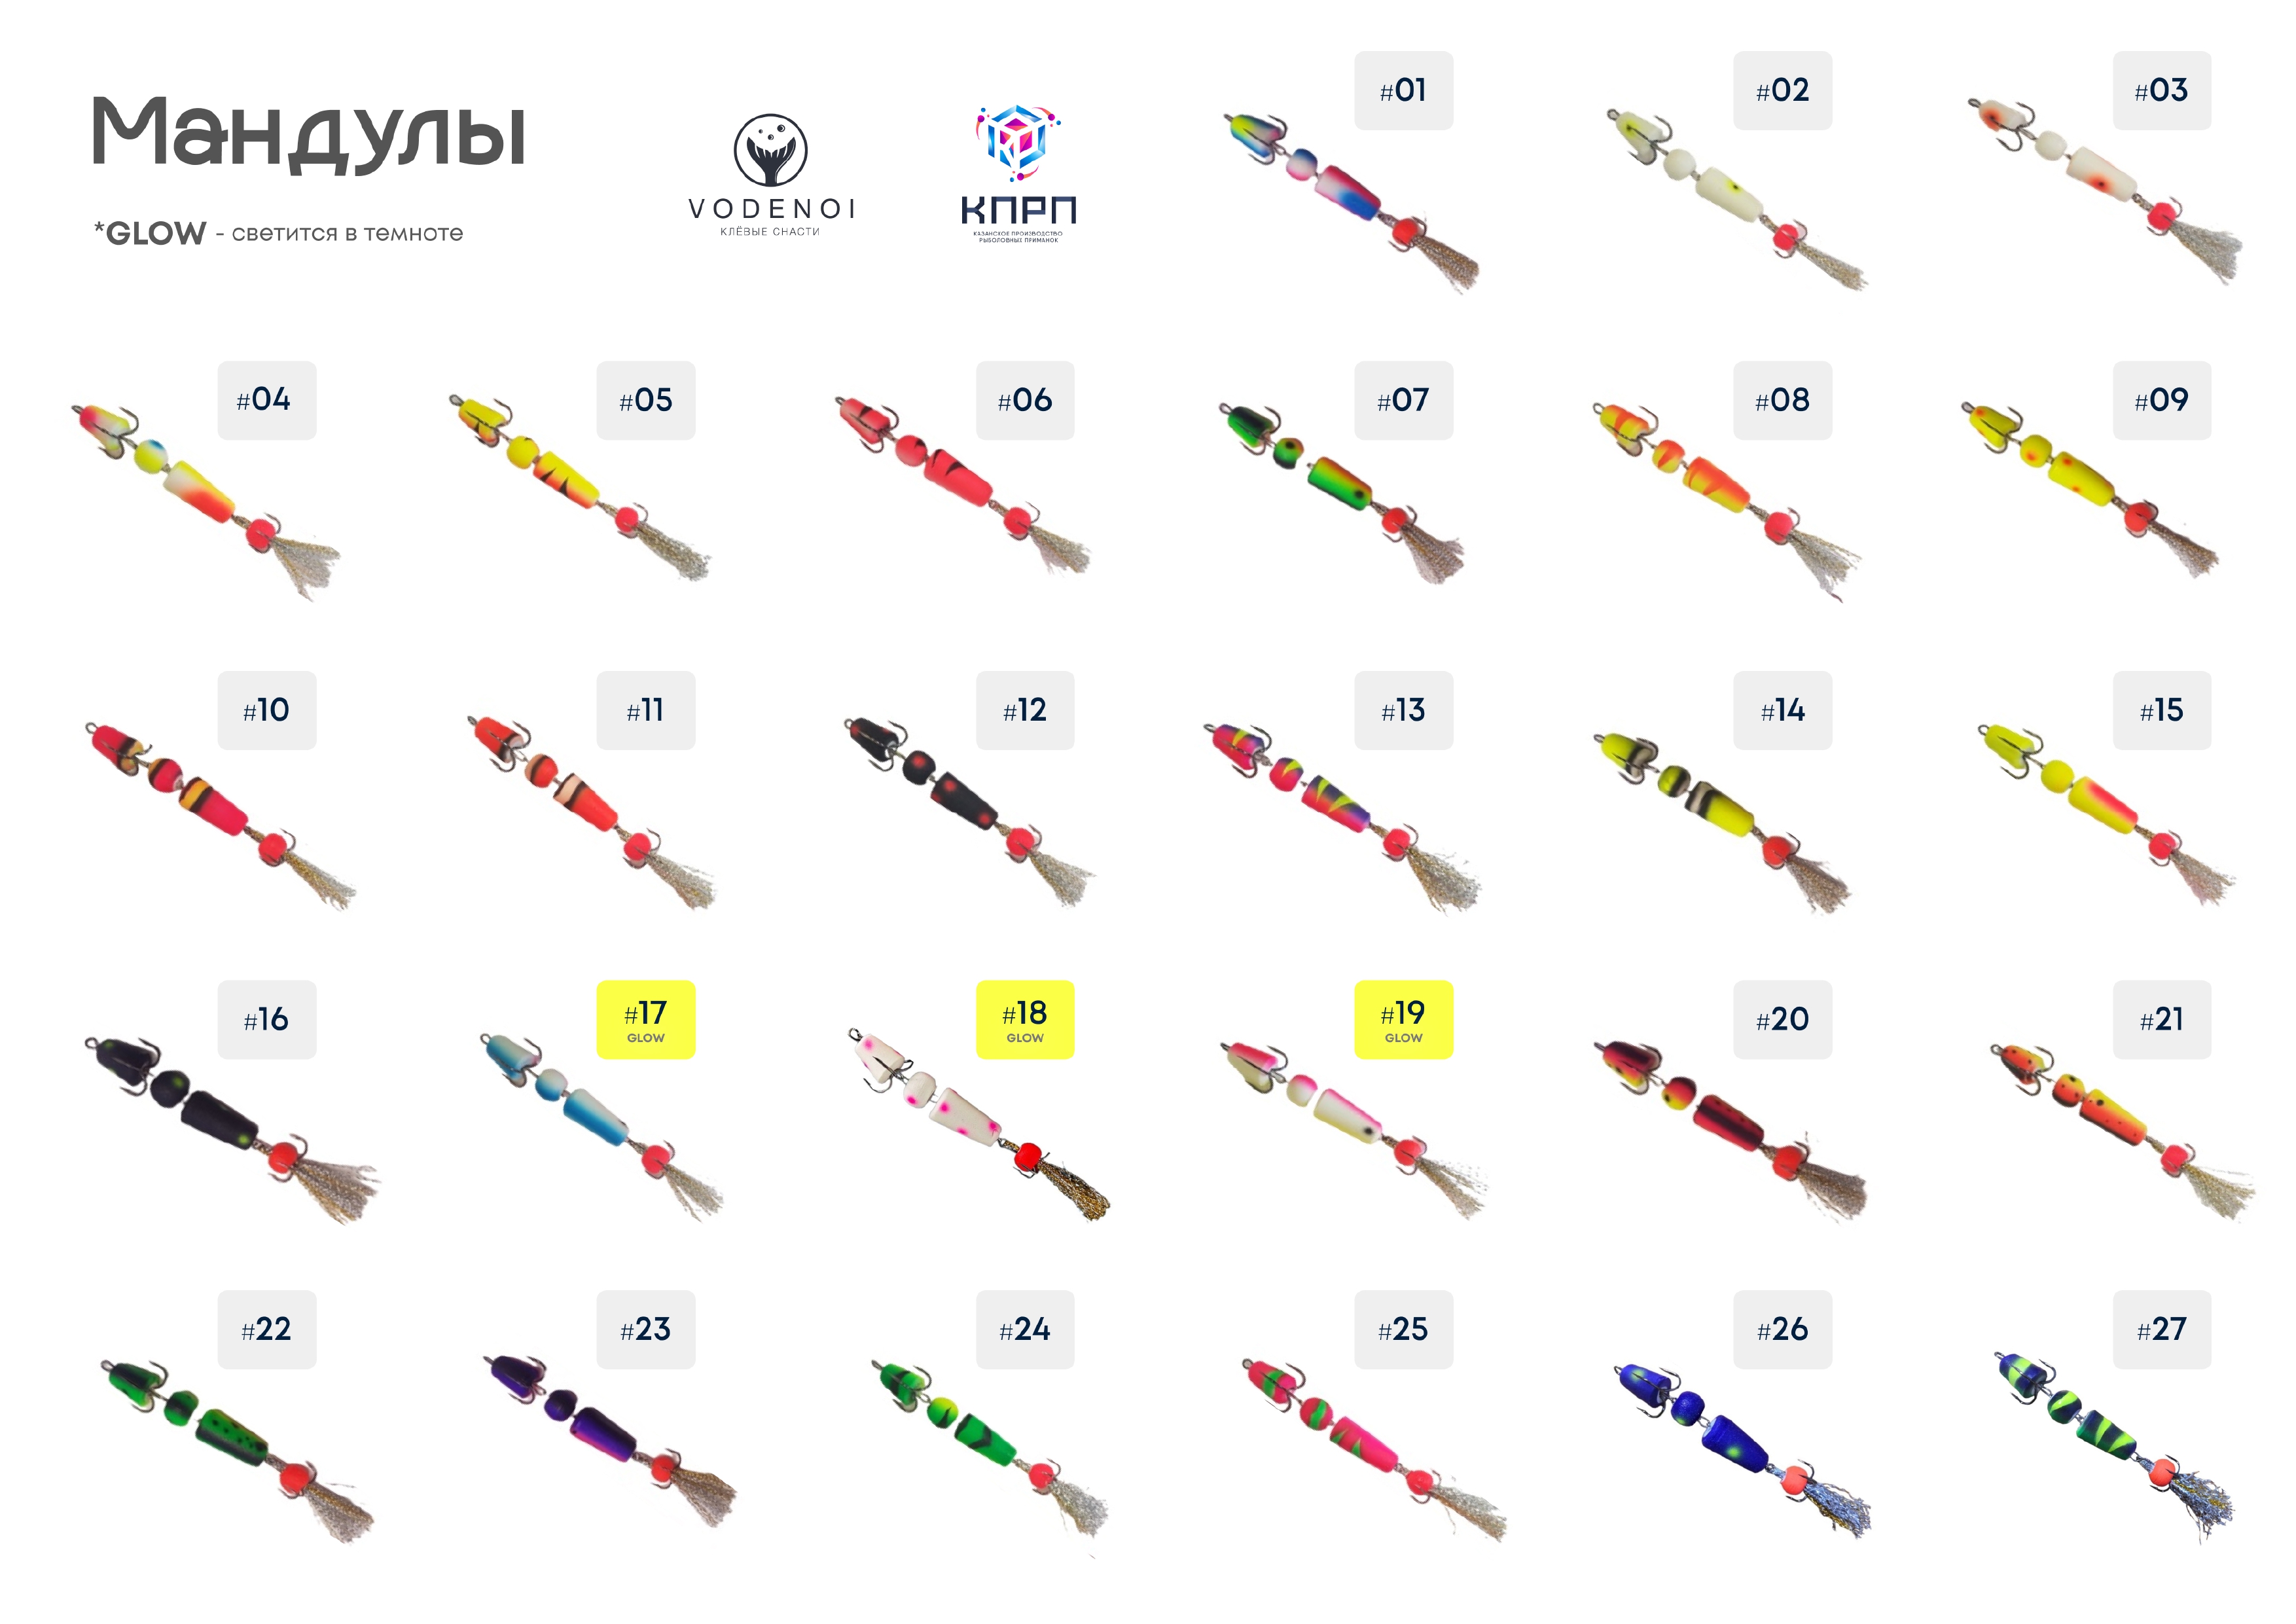 Мандулы
*GLOW - светится в темноте
VODENOI
КЛЁВЫЕ СНАСТИ
КПРП
КАЗАНСКОЕ ПРОИЗВОДСТВО
РЫБОЛОВНЫХ ПРИМАНОК
#01
#02
#03
#04
#05
#06
#07
#08
#09
#10
#11
#12
#13
#14
#15
#16
#17
GLOW
#18
GLOW
#19
GLOW
#20
#21
#22
#23
#24
#25
#26
#27